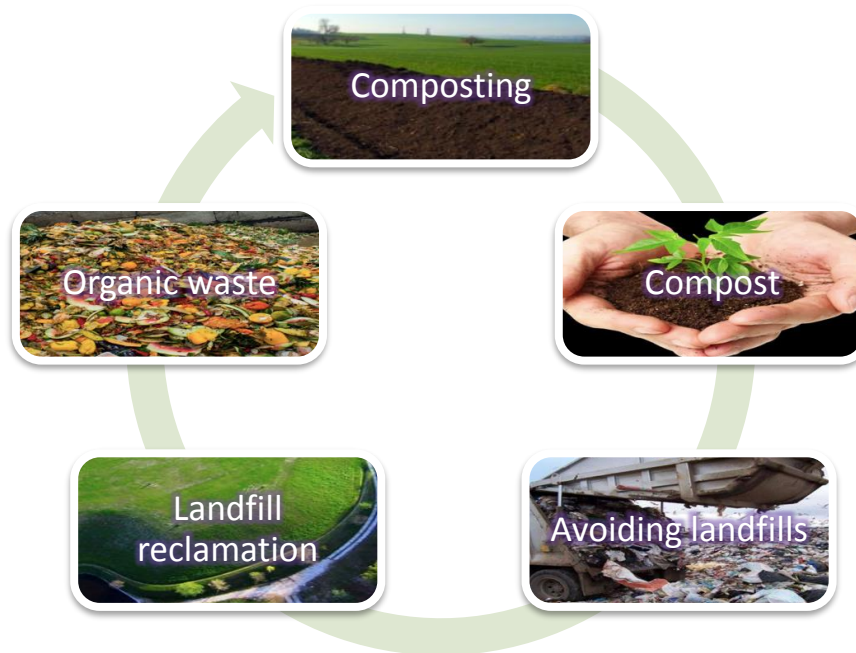 Composting
Compost
Avoiding landfills
Landfill
reclamation
Organic waste